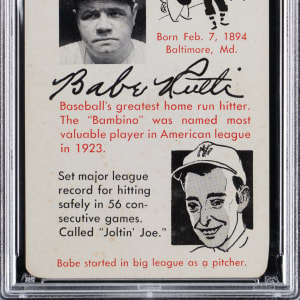 Born Feb. 7, 1894
Baltimore, Md.
Babe Ruth
Baseball's greatest home run hitter.
The "Bambino" was named most
valuable player in American league
in 1923.
Set major league
record for hitting
safely in 56 con-
secutive games.
Called "Joltin' Joe."
Babe started in big league as a pitcher.